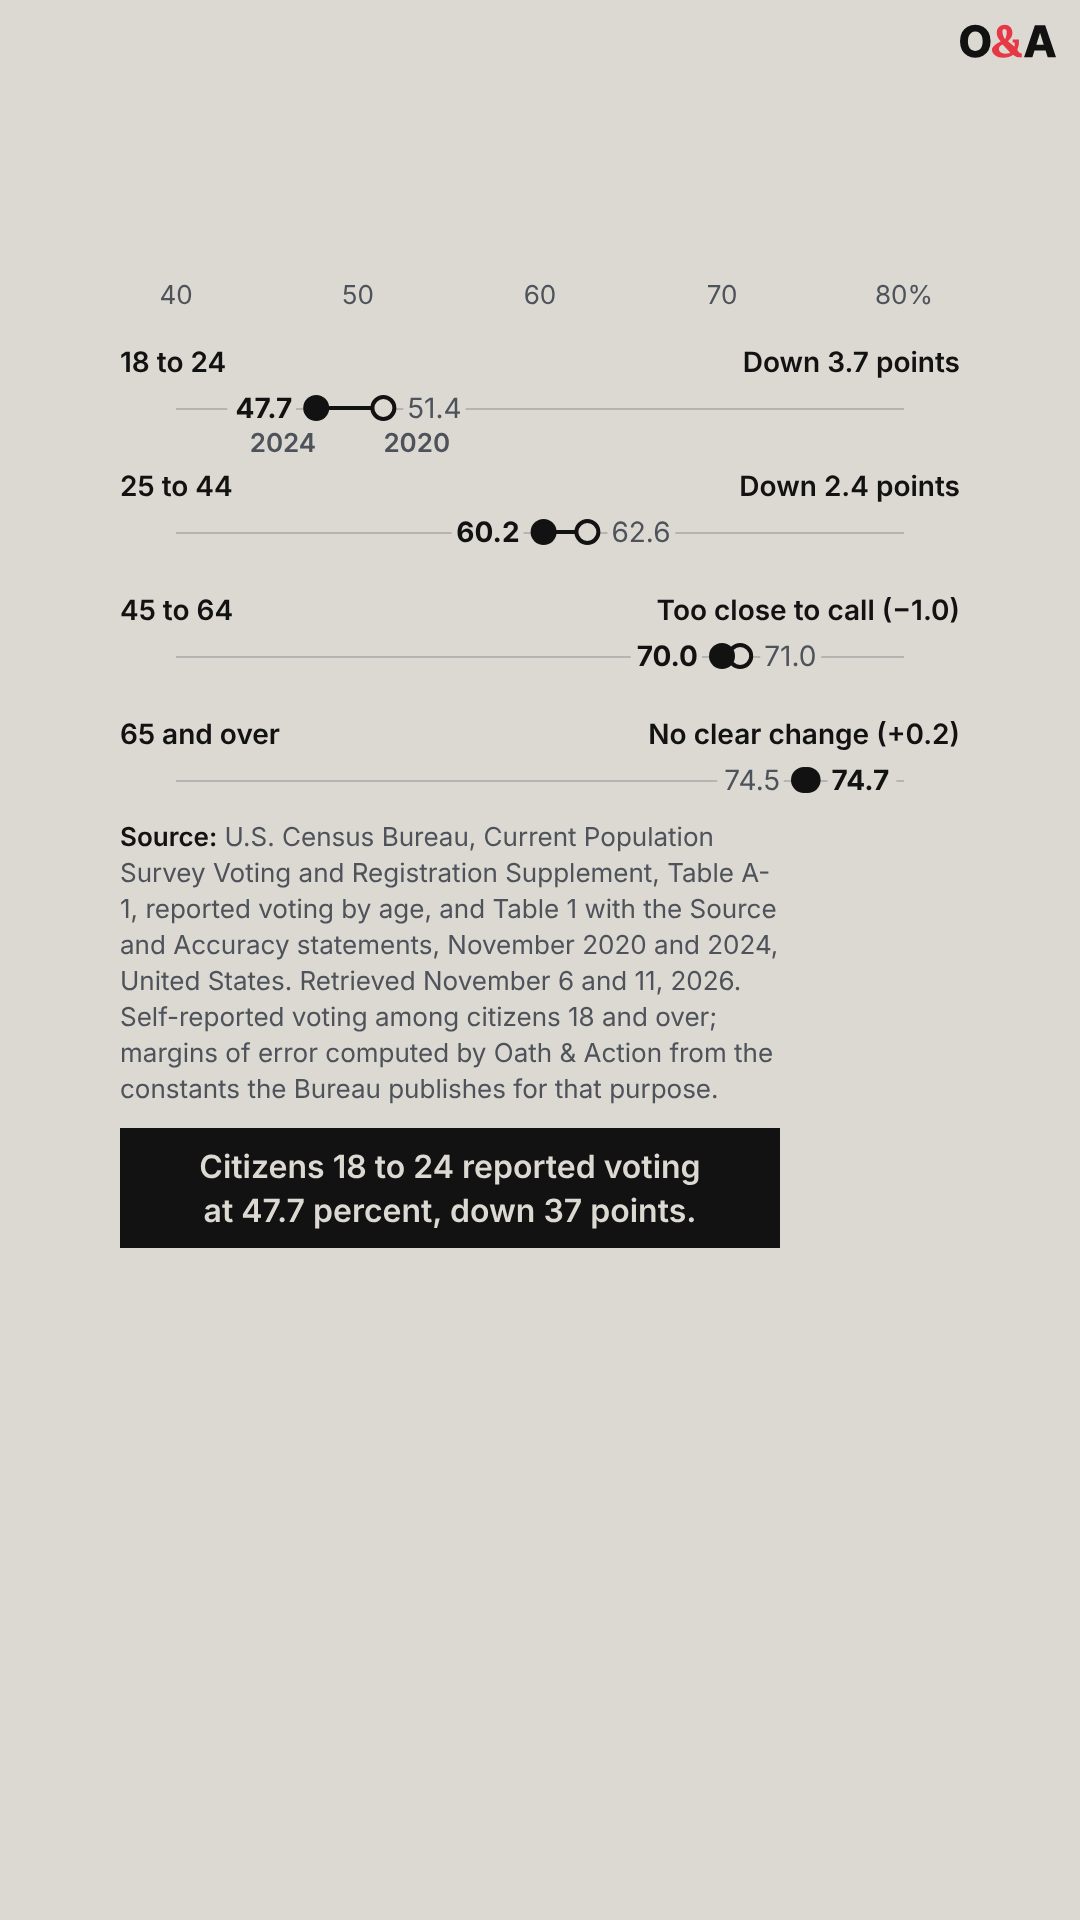 O&A
40 50 60 70 80%
18 to 24 Down 3.7 points
47.7 51.4
2024 2020
25 to 44 Down 2.4 points
60.2 62.6
45 to 64 Too close to call (−1.0)
70.0 71.0
65 and over No clear change (+0.2)
74.5 74.7
Source: U.S. Census Bureau, Current Population
Survey Voting and Registration Supplement, Table A-
1, reported voting by age, and Table 1 with the Source
and Accuracy statements, November 2020 and 2024,
United States. Retrieved November 6 and 11, 2026.
Self-reported voting among citizens 18 and over;
margins of error computed by Oath & Action from the
constants the Bureau publishes for that purpose.
Citizens 18 to 24 reported voting
at 47.7 percent, down 37 points.